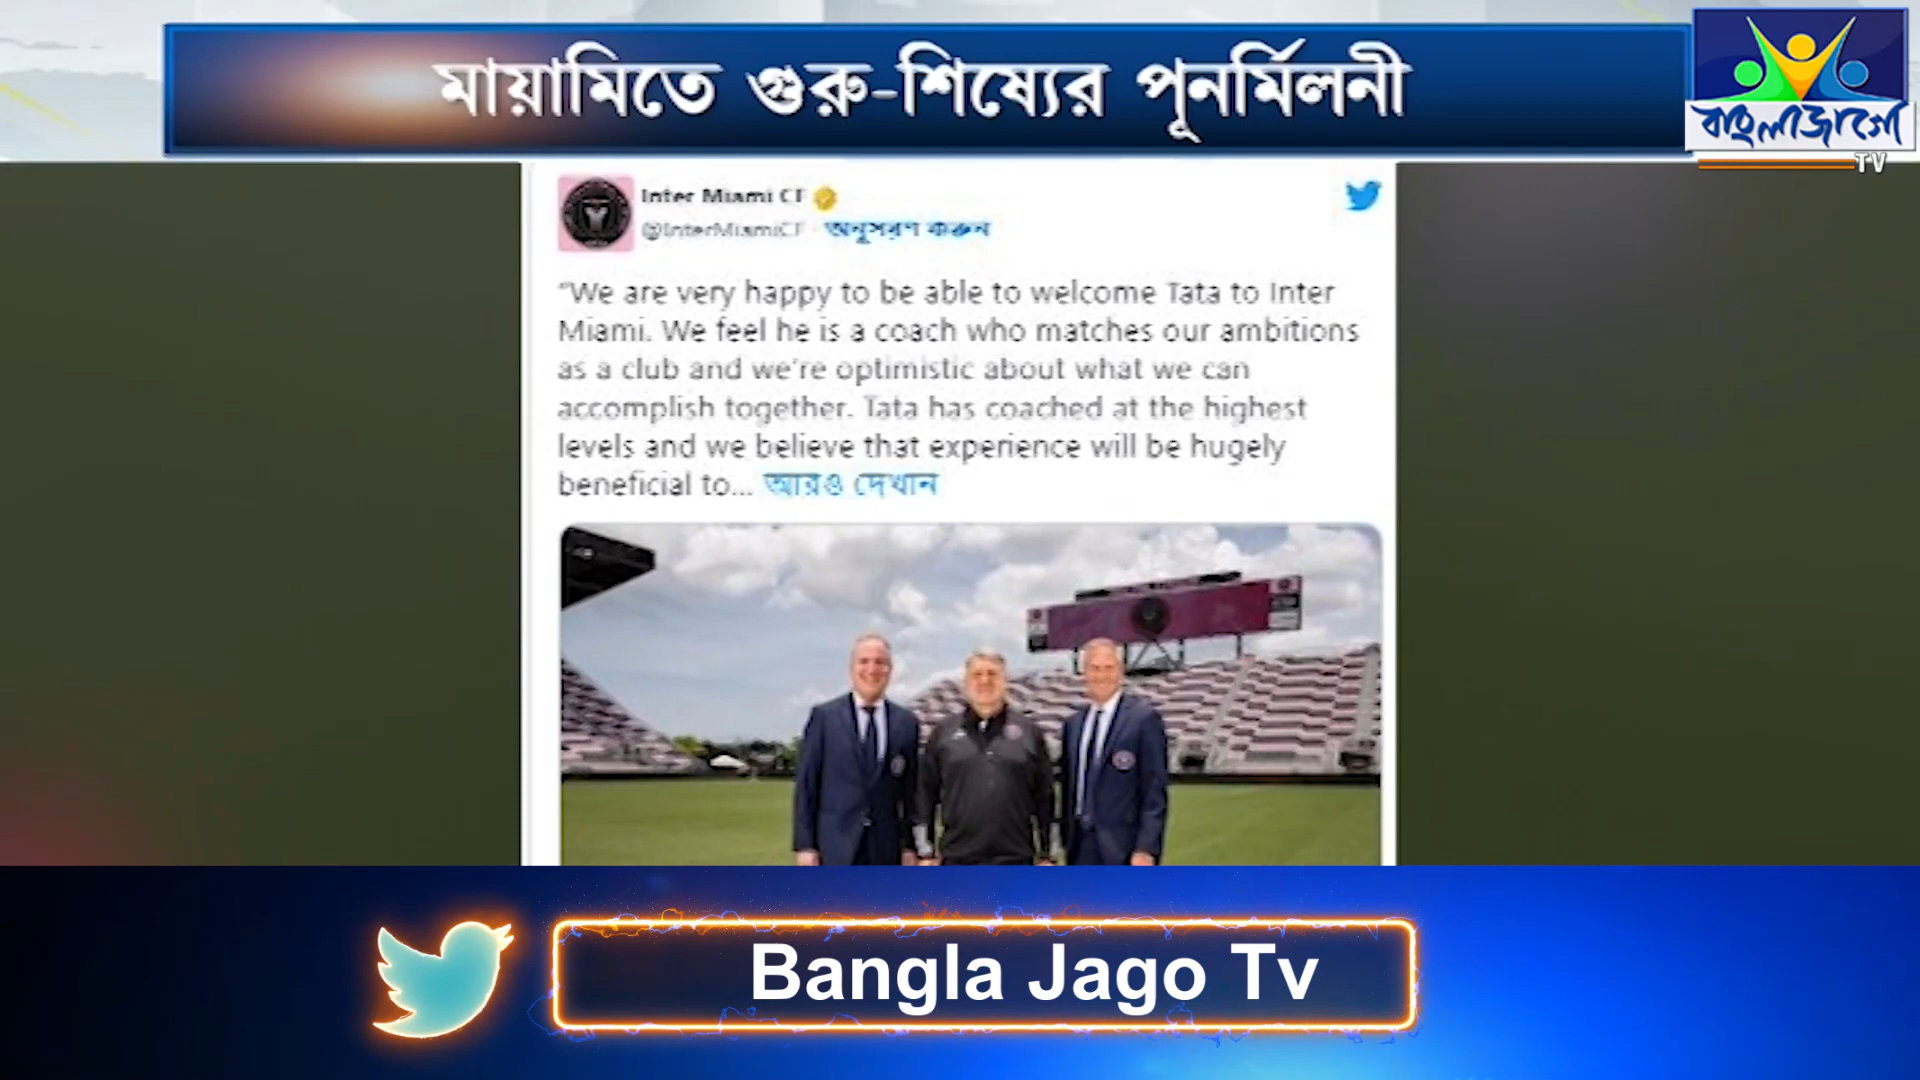 মায়ামিতে গুরু-শিষ্যের পূনর্মিলনী
বাংলাজাগো
TV
Inter Miami CF
@InterMiamiCF · অনুসরণ করুন
“We are very happy to be able to welcome Tata to Inter
Miami. We feel he is a coach who matches our ambitions
as a club and we're optimistic about what we can
accomplish together. Tata has coached at the highest
levels and we believe that experience will be hugely
beneficial to... আরও দেখান
Bangla Jago Tv